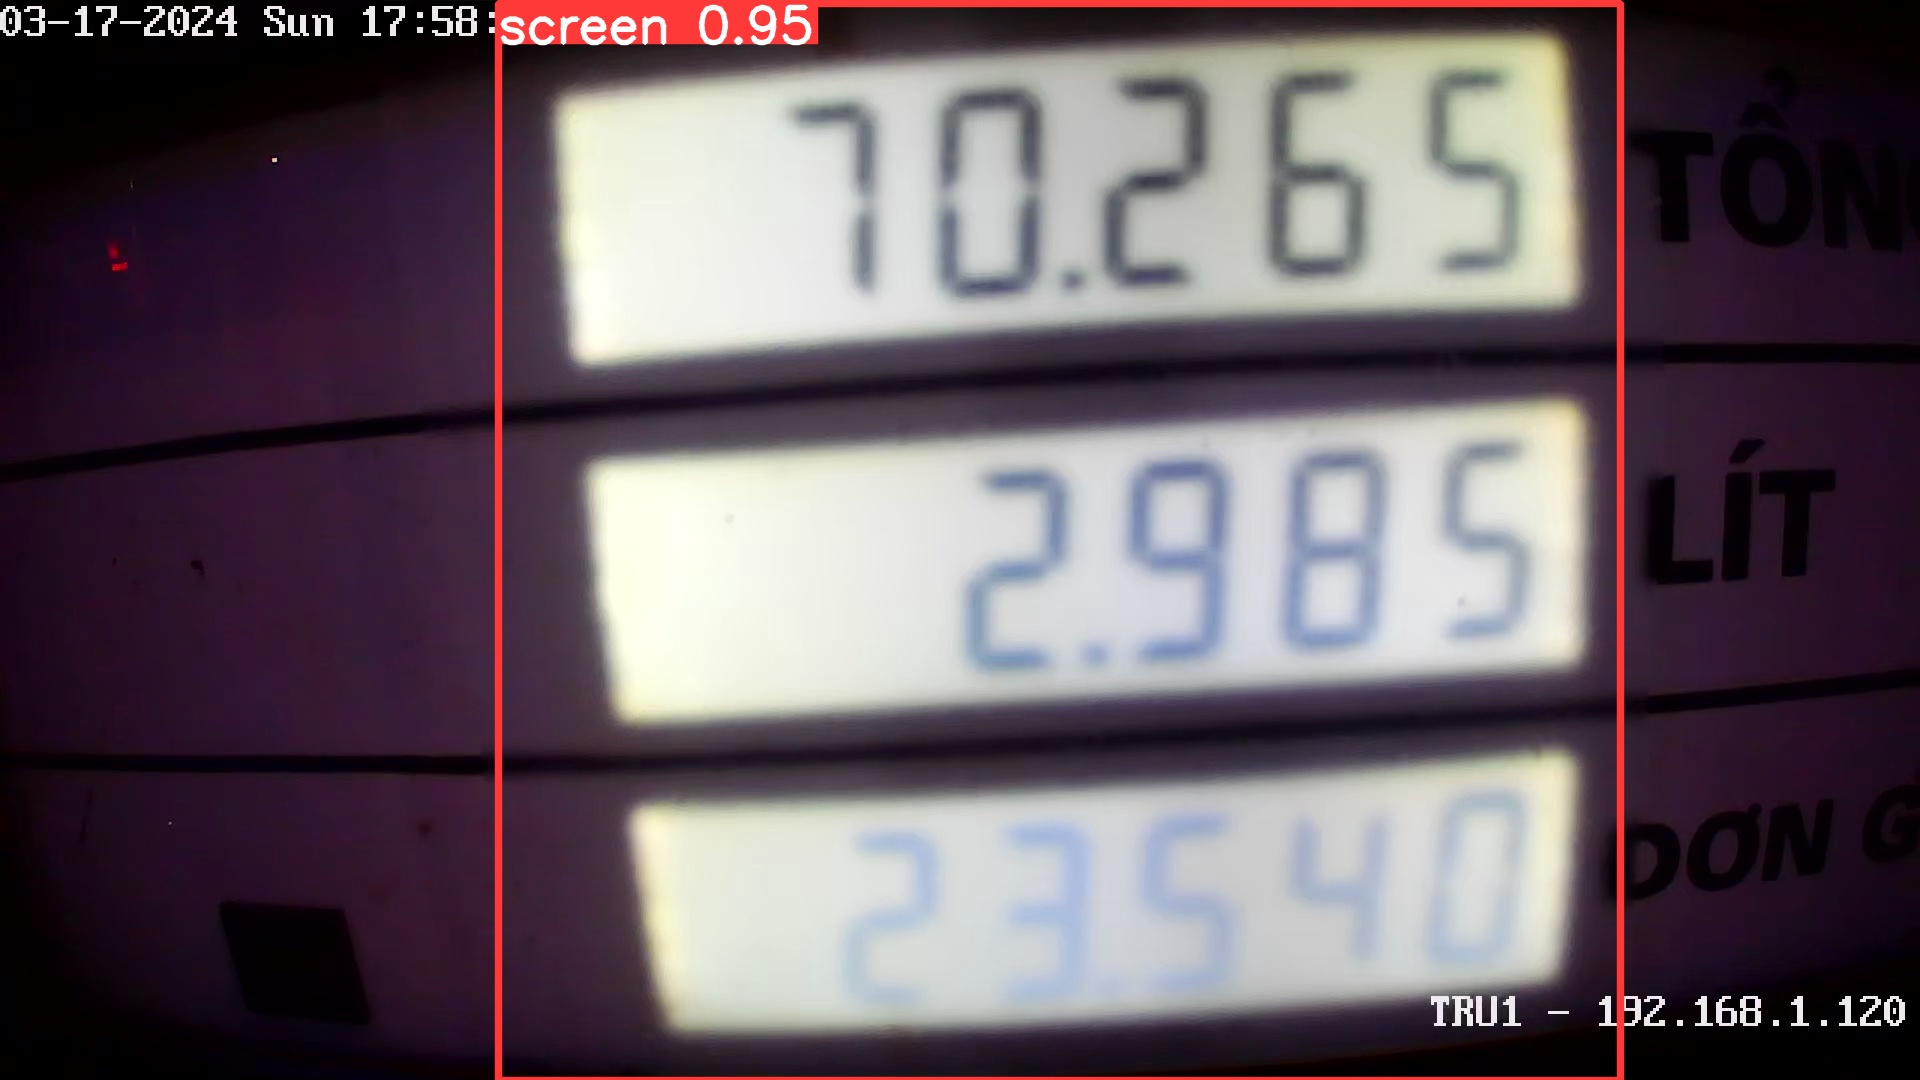 03-17-2024 Sun 17:58:
screen 0.95
70.265
TỔNG
2.985
LÍT
23.540
ĐƠN G
TRU1 - 192.168.1.120